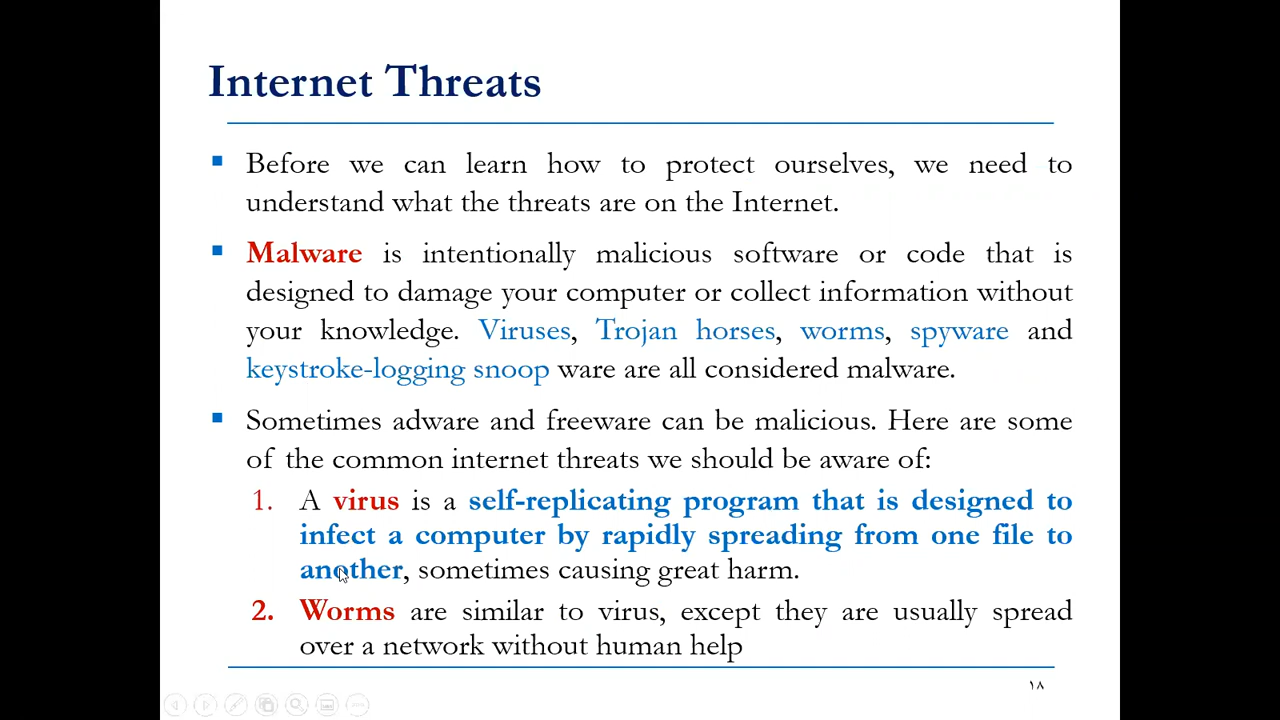 Internet Threats
Before we can learn how to protect ourselves, we need to
understand what the threats are on the Internet.
Malware is intentionally malicious software or code that is
designed to damage your computer or collect information without
your knowledge. Viruses, Trojan horses, worms, spyware and
keystroke-logging snoop ware are all considered malware.
Sometimes adware and freeware can be malicious. Here are some
of the common internet threats we should be aware of:
1. A virus is a self-replicating program that is designed to
infect a computer by rapidly spreading from one file to
another, sometimes causing great harm.
2. Worms are similar to virus, except they are usually spread
over a network without human help
١٨